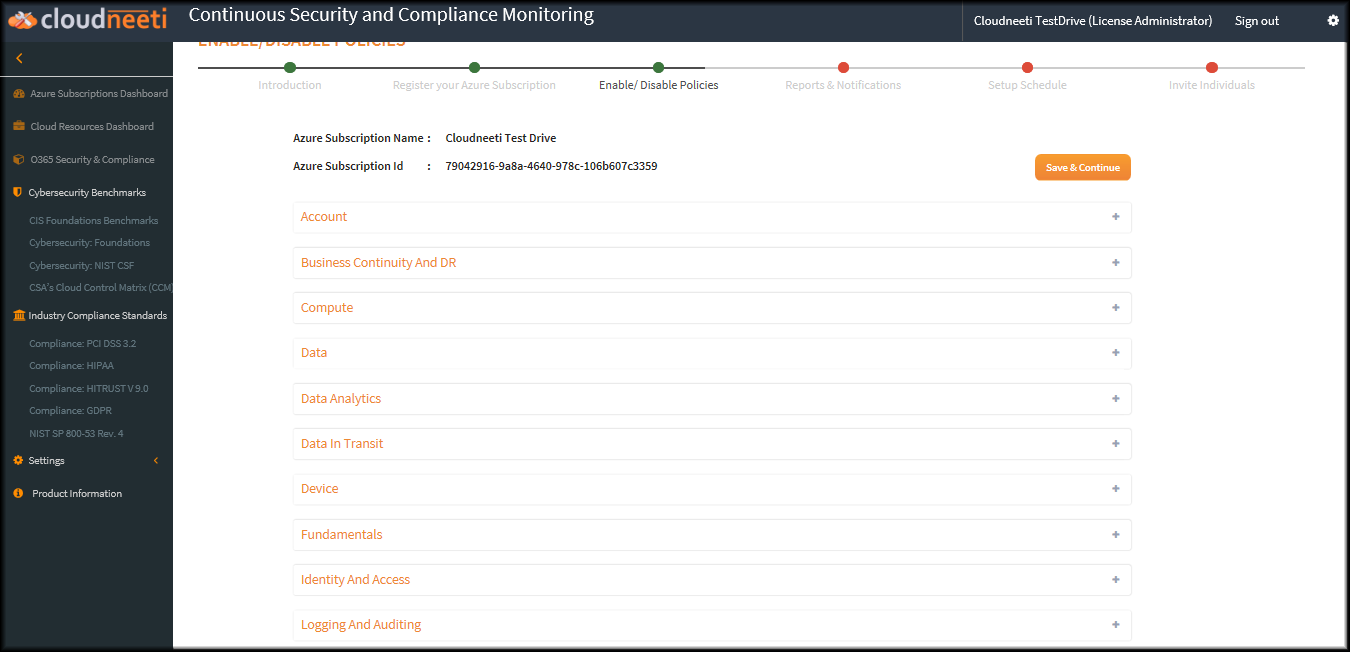 cloudneeti
Continuous Security and Compliance Monitoring
Cloudneeti TestDrive (License Administrator)
Sign out
Azure Subscriptions Dashboard
Cloud Resources Dashboard
O365 Security & Compliance
Cybersecurity Benchmarks
CIS Foundations Benchmarks
Cybersecurity: Foundations
Cybersecurity: NIST CSF
CSA's Cloud Control Matrix (CCM)
Industry Compliance Standards
Compliance: PCI DSS 3.2
Compliance: HIPAA
Compliance: HITRUST V 9.0
Compliance: GDPR
NIST SP 800-53 Rev. 4
Settings
Product Information
ENABLE/DISABLE POLICIES
Introduction
Register your Azure Subscription
Enable/ Disable Policies
Reports & Notifications
Setup Schedule
Invite Individuals
Azure Subscription Name : Cloudneeti Test Drive
Azure Subscription Id : 79042916-9a8a-4640-978c-106b607c3359
Save & Continue
Account
Business Continuity And DR
Compute
Data
Data Analytics
Data In Transit
Device
Fundamentals
Identity And Access
Logging And Auditing